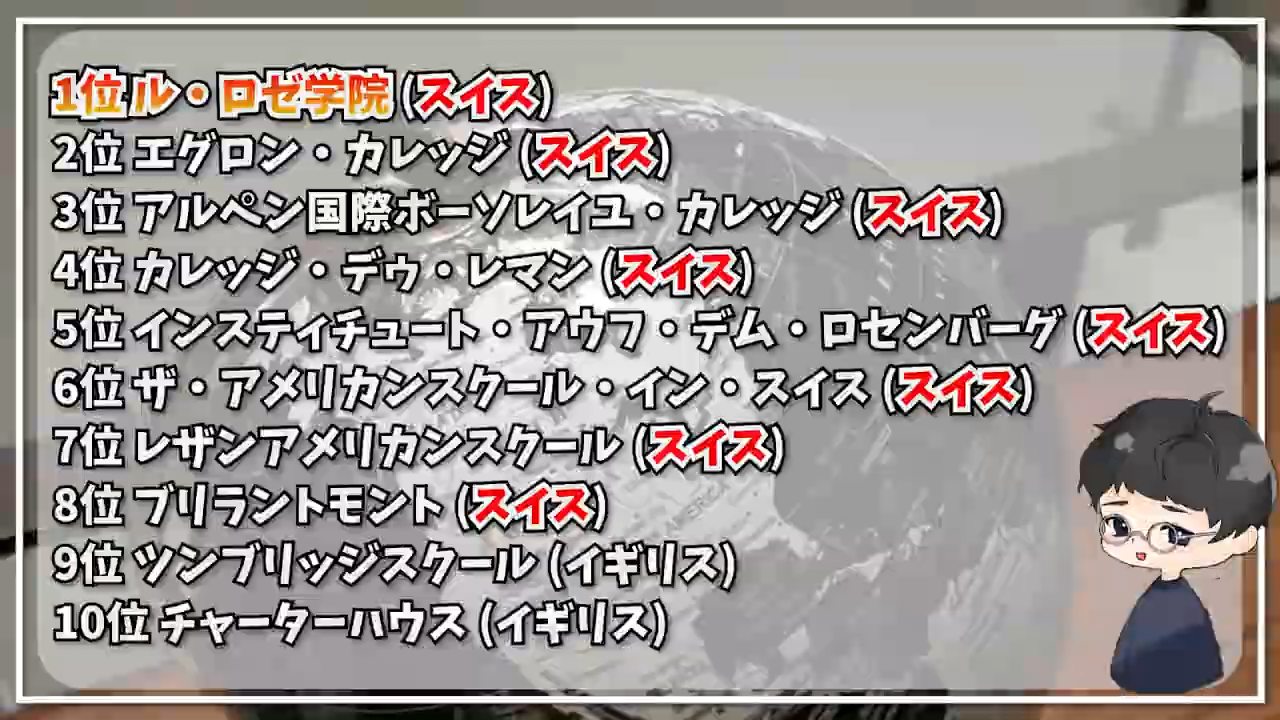 1位 ル・ロゼ学院 (スイス)
2位 エグロン・カレッジ (スイス)
3位 アルペン国際ボーソレイユ・カレッジ (スイス)
4位 カレッジ・デゥ・レマン (スイス)
5位 インスティチュート・アウフ・デム・ロセンバーグ (スイス)
6位 ザ・アメリカンスクール・イン・スイス (スイス)
7位 レザンアメリカンスクール (スイス)
8位 ブリラントモント (スイス)
AMERICA
9位 ツンブリッジスクール (イギリス)
10位 チャーターハウス (イギリス)